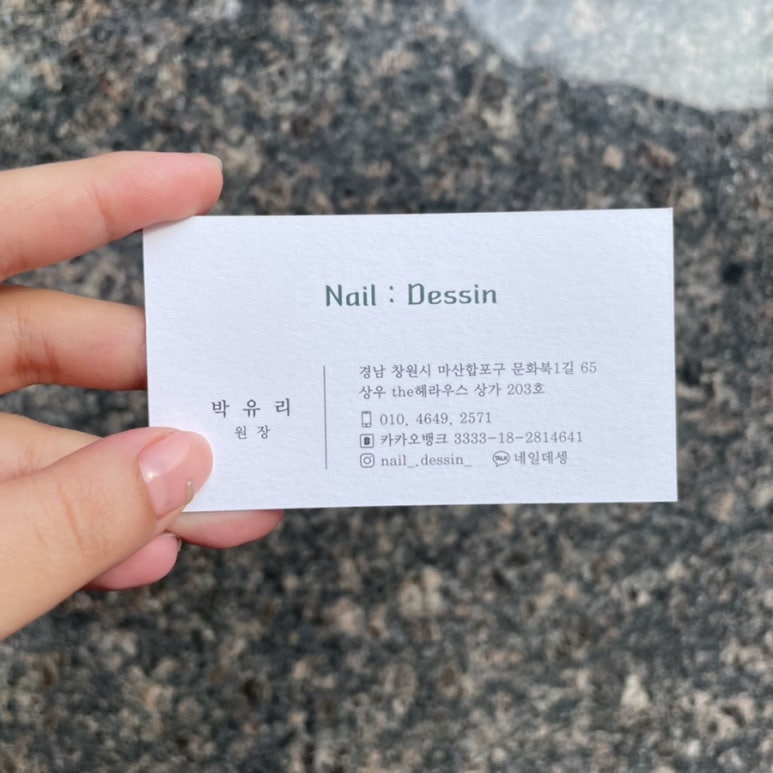 Nail : Dessin
박 유 리
원 장
경남 창원시 마산합포구 문화북1길 65
상우 the헤라우스 상가 203호
010. 4649. 2571
B 카카오뱅크 3333-18-2814641
nail_.dessin_ TALK 네일데셍